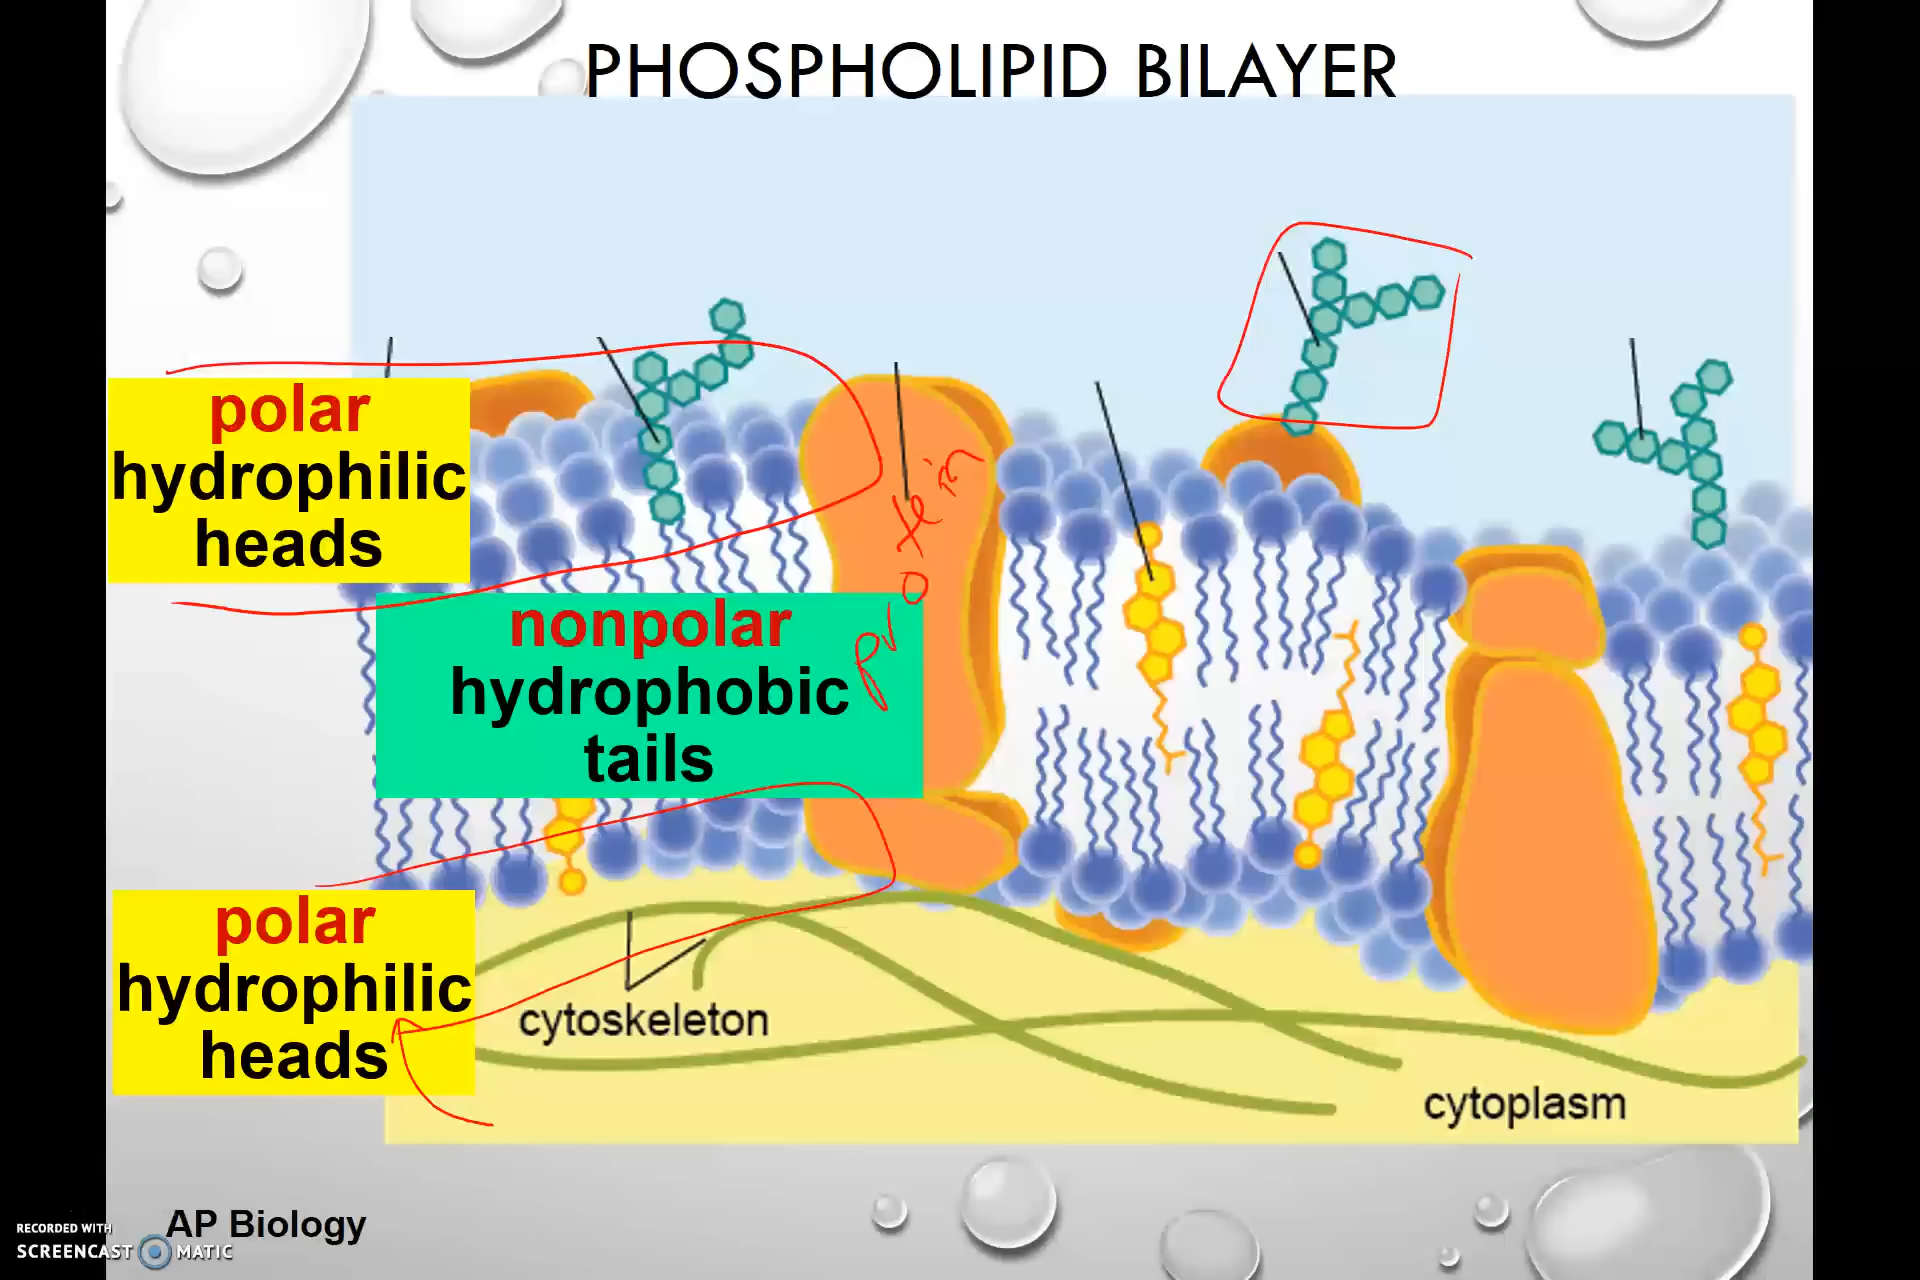 PHOSPHOLIPID BILAYER
polar
hydrophilic
heads
protein
nonpolar
hydrophobic
tails
polar
hydrophilic
heads
cytoskeleton
cytoplasm
AP Biology
RECORDED WITH
SCREENCAST MATIC